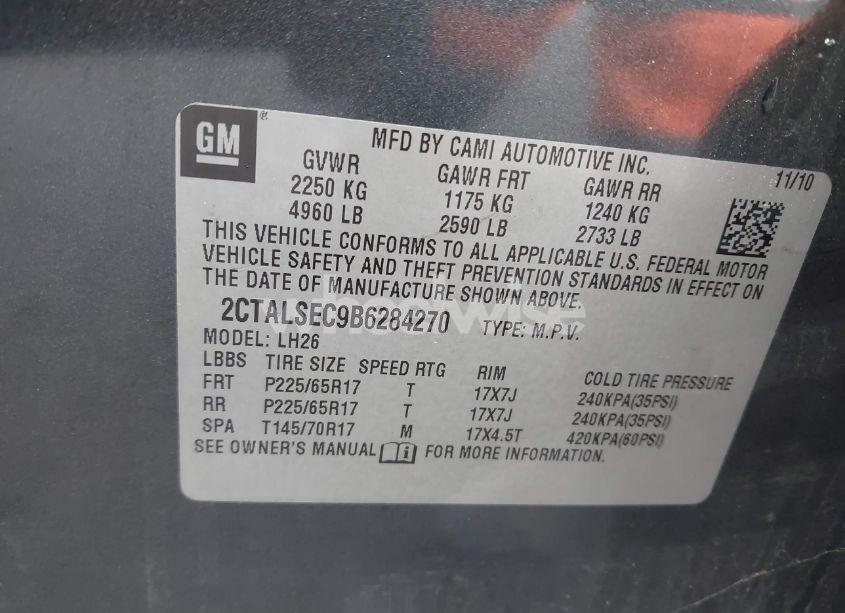 GM®
MFD BY CAMI AUTOMOTIVE INC.
11/10
GVWR GAWR FRT GAWR RR
2250 KG 1175 KG 1240 KG
4960 LB 2590 LB 2733 LB
THIS VEHICLE CONFORMS TO ALL APPLICABLE U.S. FEDERAL MOTOR
VEHICLE SAFETY AND THEFT PREVENTION STANDARDS IN EFFECT ON
THE DATE OF MANUFACTURE SHOWN ABOVE.
2CTALSEC9B6284270 TYPE: M.P.V.
MODEL: LH26
LBBS TIRE SIZE SPEED RTG RIM COLD TIRE PRESSURE
FRT P225/65R17 T 17X7J 240KPA(35PSI)
RR P225/65R17 T 17X7J 240KPA(35PSI)
SPA T145/70R17 M 17X4.5T 420KPA(60PSI)
SEE OWNER'S MANUAL i FOR MORE INFORMATION.